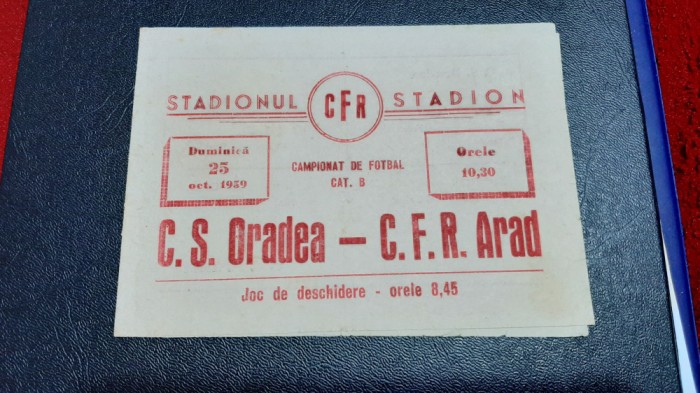 STADIONUL CFR STADION
Duminică
25
oct. 1959
CAMPIONAT DE FOTBAL
CAT. B
Orele
10,30
C. S. Oradea — C. F. R. Arad
Joc de deschidere - orele 8,45